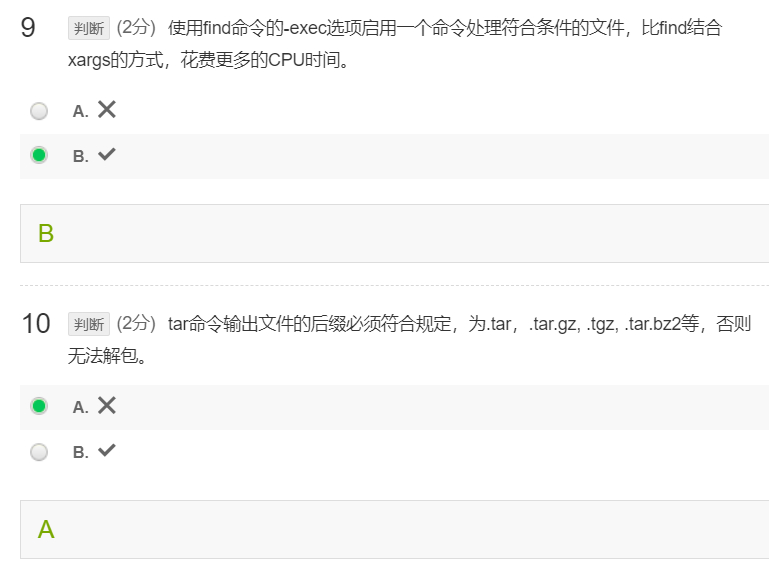 9 判断 (2分) 使用find命令的-exec选项启用一个命令处理符合条件的文件，比find结合
xargs的方式，花费更多的CPU时间。
A. ✕
B. ✓
B
10 判断 (2分) tar命令输出文件的后缀必须符合规定，为.tar，.tar.gz, .tgz, .tar.bz2等，否则
无法解包。
A. ✕
B. ✓
A